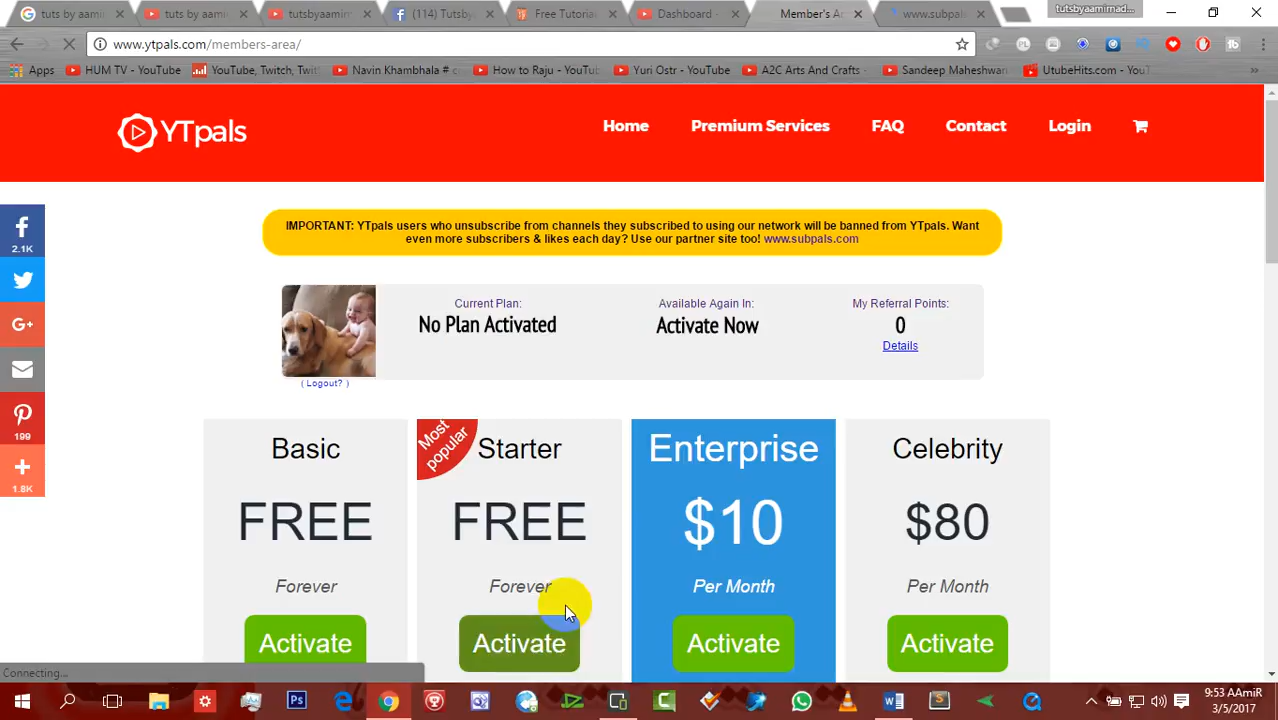 tuts by aamir
tuts by aamir
tutsbyaamir
(114) Tutsby
Free Tutoria
Dashboard -
Member's Ar
www.subpals
tutsbyaamirnad...
www.ytpals.com/members-area/
Apps
HUM TV - YouTube
YouTube, Twitch, Twit
Navin Kambhala # c
How to Raju - YouTub
Yuri Ostr - YouTube
A2C Arts And Crafts -
Sandeep Maheshwari
UtubeHits.com - YouT
YTpals
Home
Premium Services
FAQ
Contact
Login
IMPORTANT: YTpals users who unsubscribe from channels they subscribed to using our network will be banned from YTpals. Want
even more subscribers & likes each day? Use our partner site too! www.subpals.com
2.1K
G+
199
1.8K
Current Plan:
No Plan Activated
Available Again In:
Activate Now
My Referral Points:
0
Details
( Logout? )
Basic
FREE
Forever
Activate
Most
popular
Starter
FREE
Forever
Activate
Enterprise
$10
Per Month
Activate
Celebrity
$80
Per Month
Activate
Connecting...
9:53 AAmiR
3/5/2017